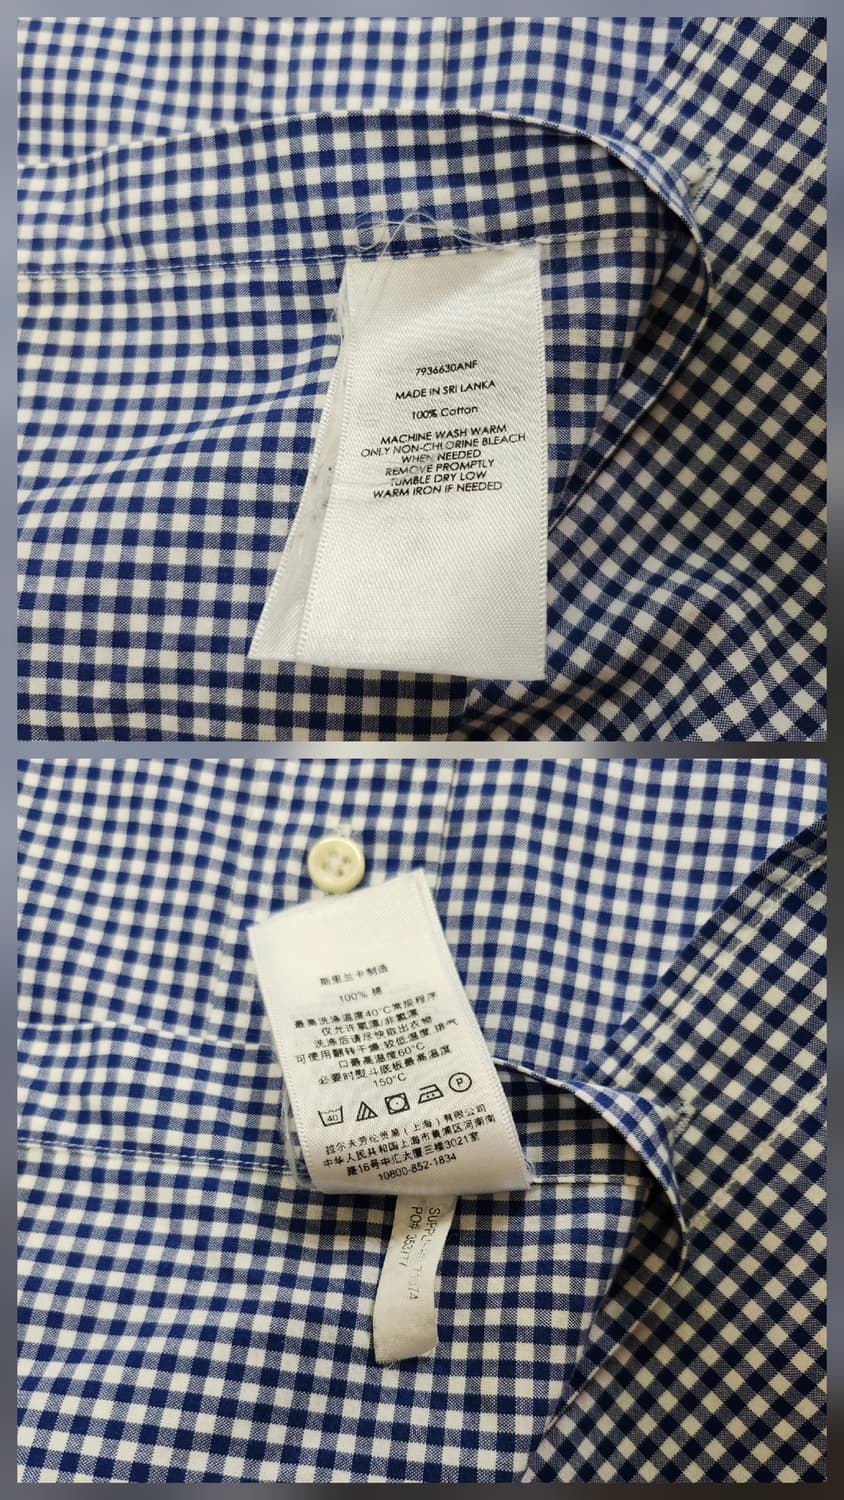 7936630ANF
MADE IN SRI LANKA
100% Cotton
MACHINE WASH WARM
ONLY NON-CHLORINE BLEACH
WHEN NEEDED
REMOVE PROMPTLY
TUMBLE DRY LOW
WARM IRON IF NEEDED
斯里兰卡制造
100% 棉
最高洗涤温度40°C常规程序
仅允许氧漂/非氯漂
洗涤后请尽快取出衣物
可使用翻转干燥,较低温度,排气
口最高温度60°C
必要时熨斗底板最高温度
150°C
40
P
拉尔夫劳伦贸易(上海)有限公司
中华人民共和国上海市黄浦区河南南
路16号中汇大厦三楼3021室
10800-852-1834
PO#